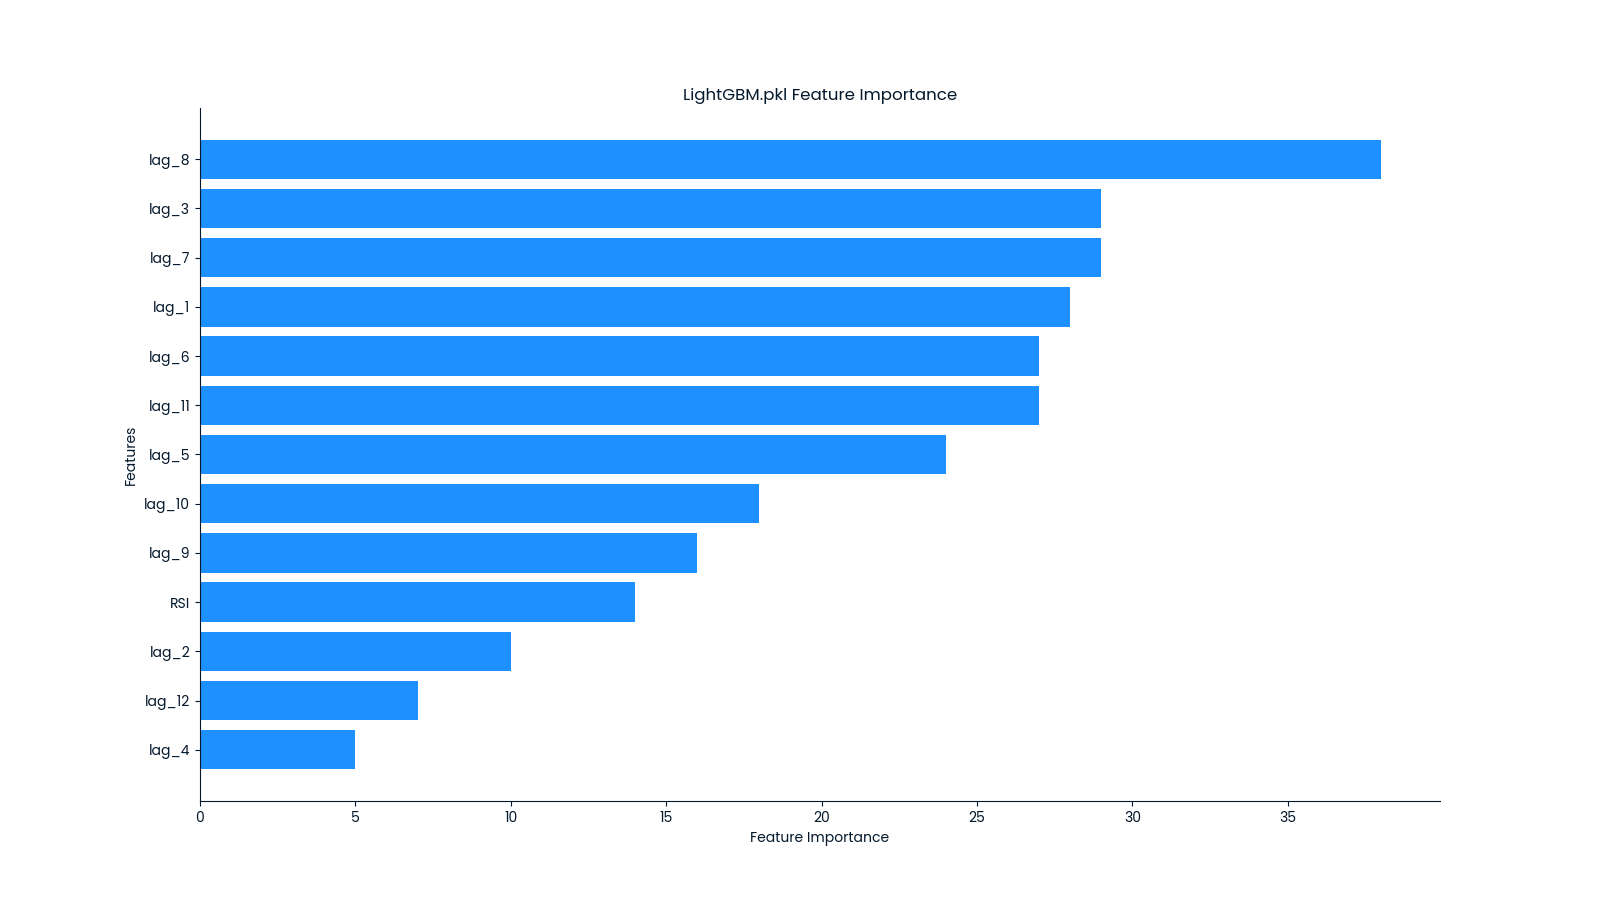 LightGBM.pkl Feature Importance
lag_8
lag_3
lag_7
lag_1
lag_6
lag_11
lag_5
lag_10
lag_9
RSI
lag_2
lag_12
lag_4
Features
0 5 10 15 20 25 30 35
Feature Importance